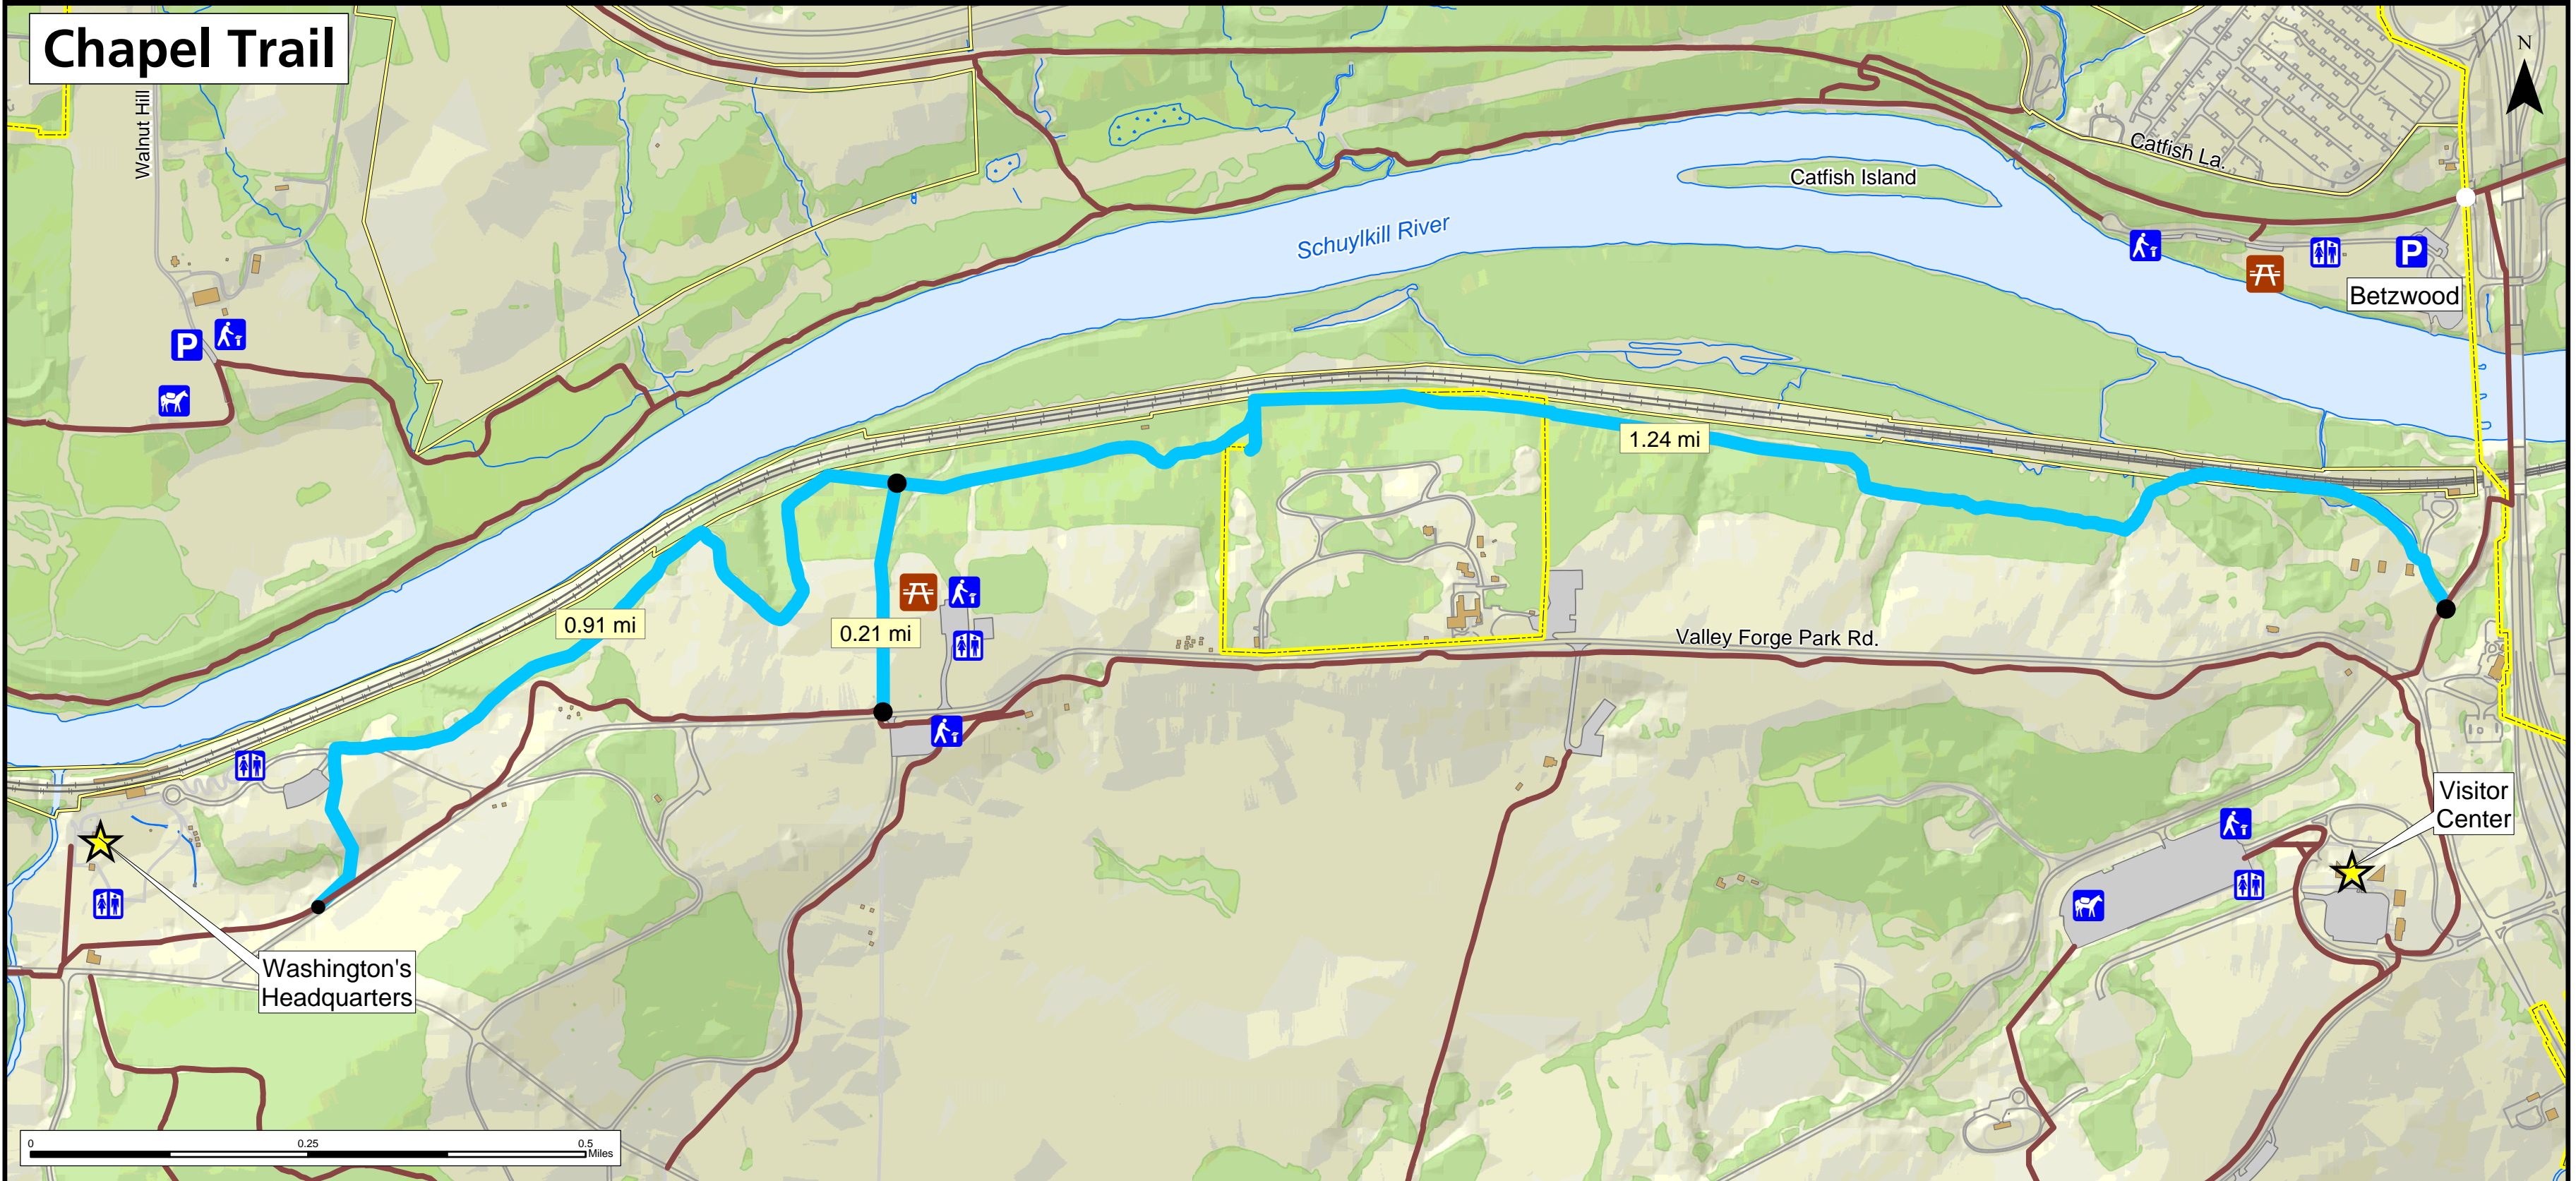 Chapel Trail
N
Walnut Hill
Catfish La.
Catfish Island
Schuylkill River
P
Betzwood
P
1.24 mi
0.91 mi
0.21 mi
Valley Forge Park Rd.
Visitor
Center
Washington's
Headquarters
0 0.25 0.5
Miles